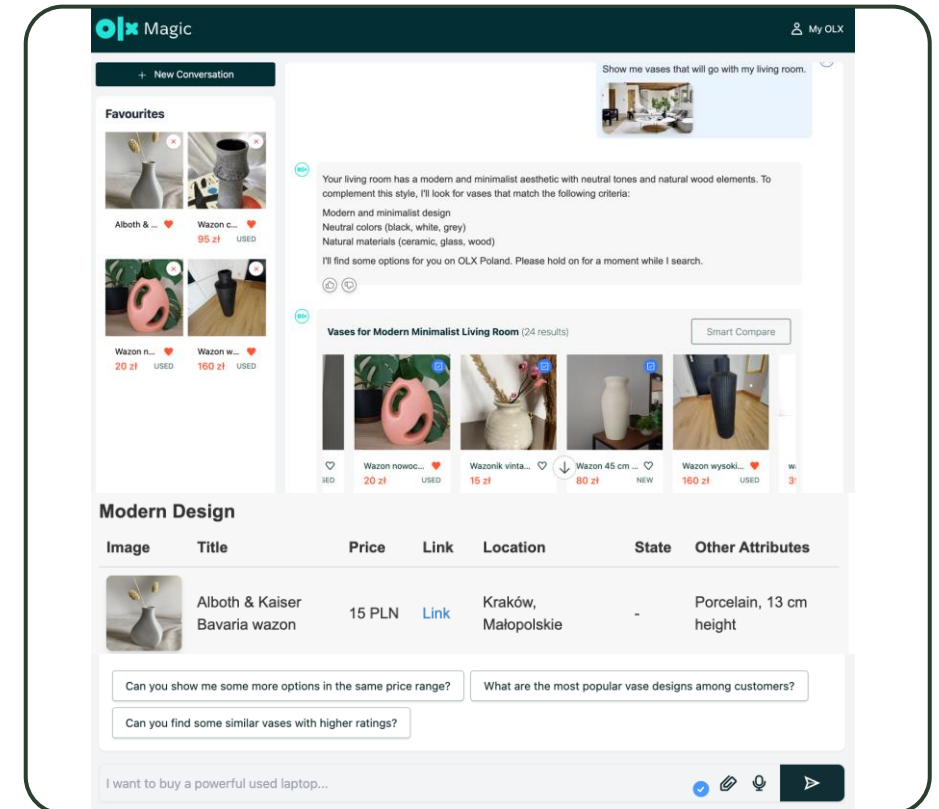 olx Magic
My OLX
+ New Conversation
Favourites
Alboth & ...
Wazon c...
95 zł USED
Wazon n...
20 zł USED
Wazon w...
160 zł USED
Show me vases that will go with my living room.
Your living room has a modern and minimalist aesthetic with neutral tones and natural wood elements. To
complement this style, I'll look for vases that match the following criteria:
Modern and minimalist design
Neutral colors (black, white, grey)
Natural materials (ceramic, glass, wood)
I'll find some options for you on OLX Poland. Please hold on for a moment while I search.
Vases for Modern Minimalist Living Room (24 results)
Smart Compare
Wazon nowoc...
20 zł USED
Wazonik vinta...
15 zł
Wazon 45 cm ...
80 zł NEW
Wazon wysoki...
160 zł USED
Modern Design
Image Title Price Link Location State Other Attributes
Alboth & Kaiser
Bavaria wazon
15 PLN
Link
Kraków,
Małopolskie
-
Porcelain, 13 cm
height
Can you show me some more options in the same price range?
What are the most popular vase designs among customers?
Can you find some similar vases with higher ratings?
I want to buy a powerful used laptop...